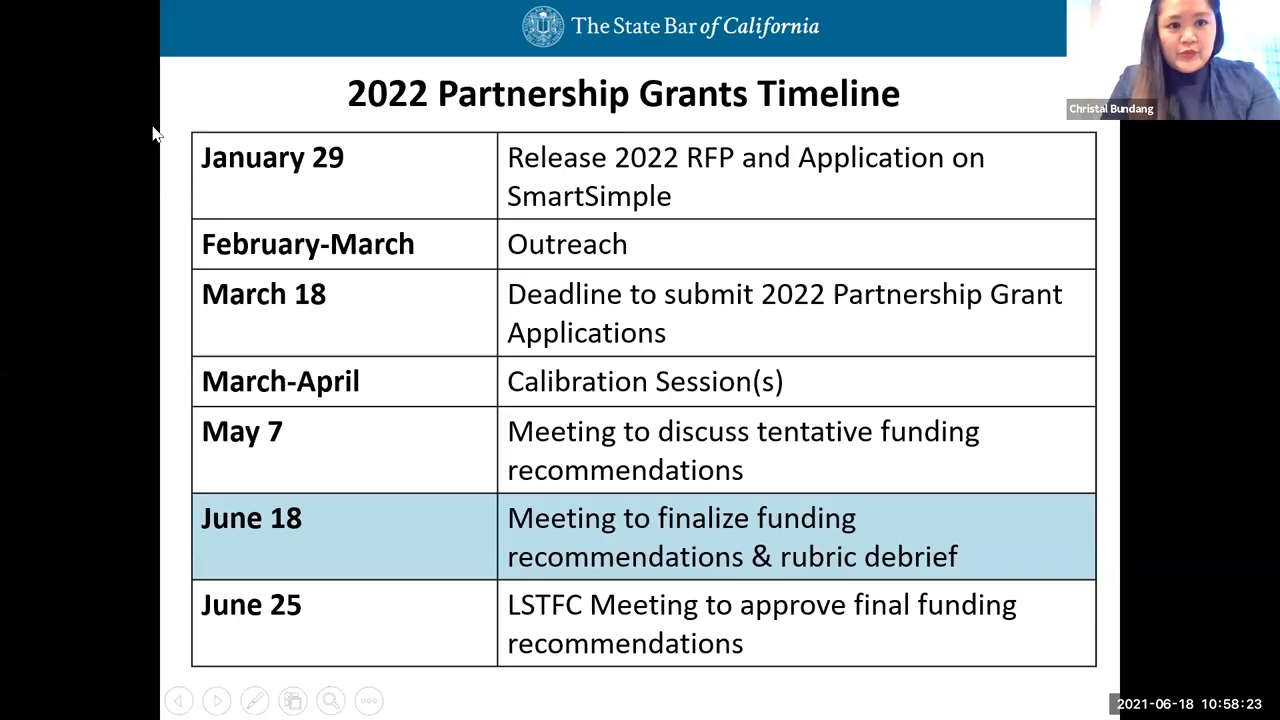 The State Bar of California
2022 Partnership Grants Timeline
Christal Bundang
January 29
Release 2022 RFP and Application on
SmartSimple
February-March
Outreach
March 18
Deadline to submit 2022 Partnership Grant
Applications
March-April
Calibration Session(s)
May 7
Meeting to discuss tentative funding
recommendations
June 18
Meeting to finalize funding
recommendations & rubric debrief
June 25
LSTFC Meeting to approve final funding
recommendations
2021-06-18 10:58:23